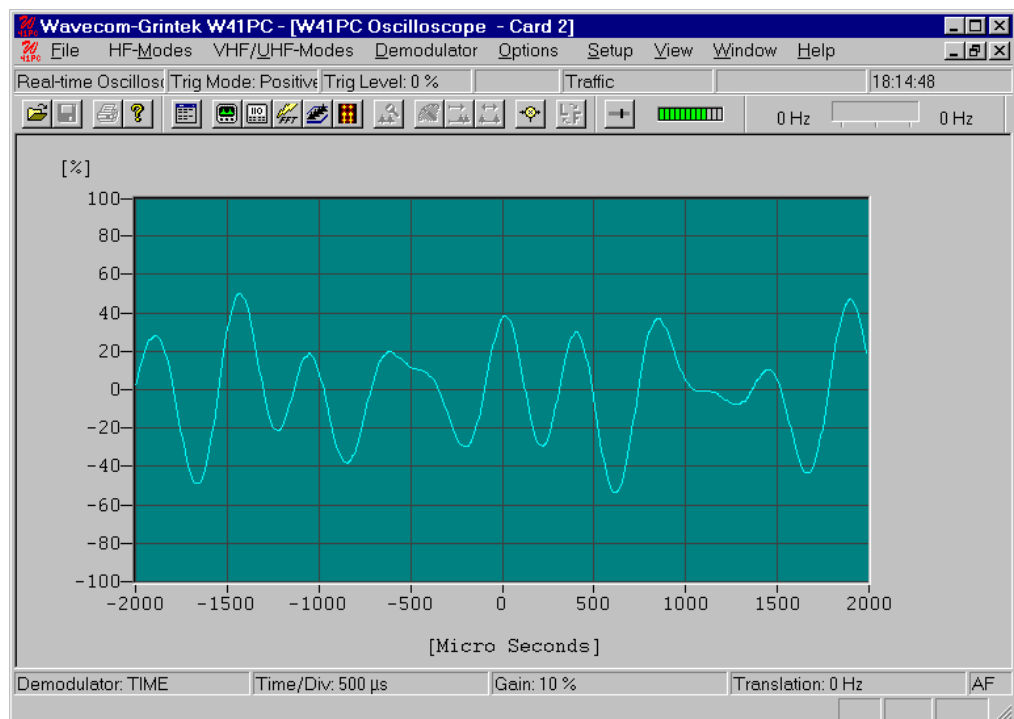 Wavecom-Grintek W41PC - [W41PC Oscilloscope - Card 2]
File HF-Modes VHF/UHF-Modes Demodulator Options Setup View Window Help
Real-time Oscillos Trig Mode: Positive Trig Level: 0 % Traffic 18:14:48
0 Hz 0 Hz
[%]
100
80
60
40
20
0
-20
-40
-60
-80
-100
-2000 -1500 -1000 -500 0 500 1000 1500 2000
[Micro Seconds]
Demodulator: TIME Time/Div: 500 µs Gain: 10 % Translation: 0 Hz AF